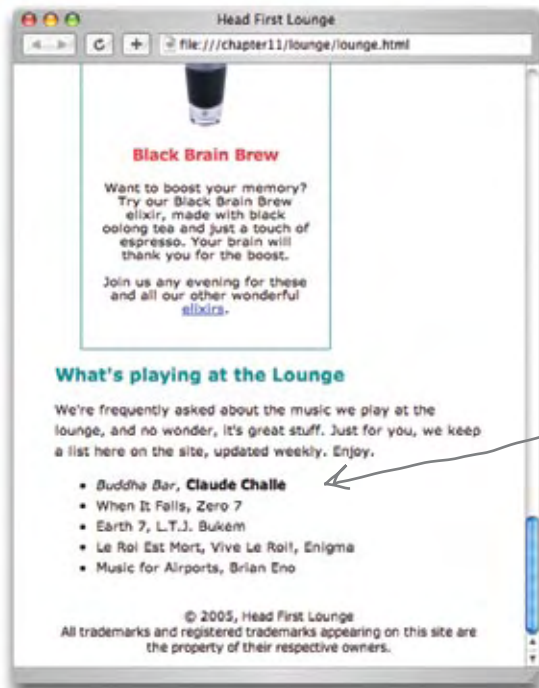 Head First Lounge
file:///chapter11/lounge/lounge.html
Black Brain Brew
Want to boost your memory?
Try our Black Brain Brew
elixir, made with black
oolong tea and just a touch of
espresso. Your brain will
thank you for the boost.
Join us any evening for these
and all our other wonderful
elixirs.
What's playing at the Lounge
We're frequently asked about the music we play at the
lounge, and no wonder, it's great stuff. Just for you, we keep
a list here on the site, updated weekly. Enjoy.
• Buddha Bar, Claude Challe
• When It Falls, Zero 7
• Earth 7, L.T.J. Bukem
• Le Roi Est Mort, Vive Le Roi!, Enigma
• Music for Airports, Brian Eno
© 2005, Head First Lounge
All trademarks and registered trademarks appearing on this site are
the property of their respective owners.